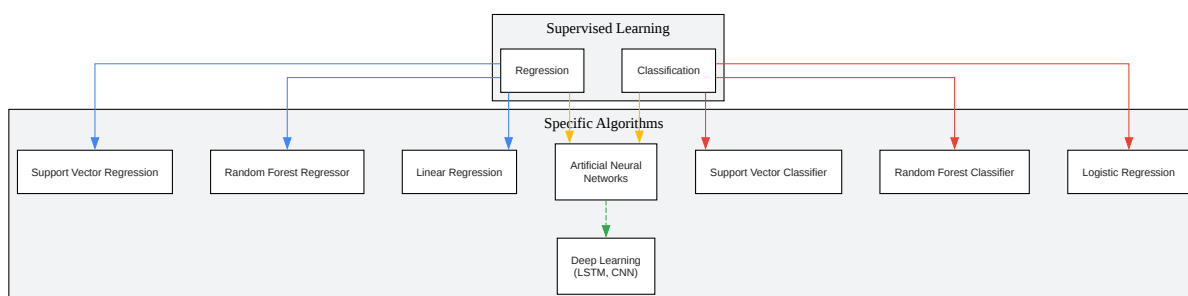 Supervised Learning
Regression
Classification
Specific Algorithms
Support Vector Regression
Random Forest Regressor
Linear Regression
Artificial Neural
Networks
Support Vector Classifier
Random Forest Classifier
Logistic Regression
Deep Learning
(LSTM, CNN)